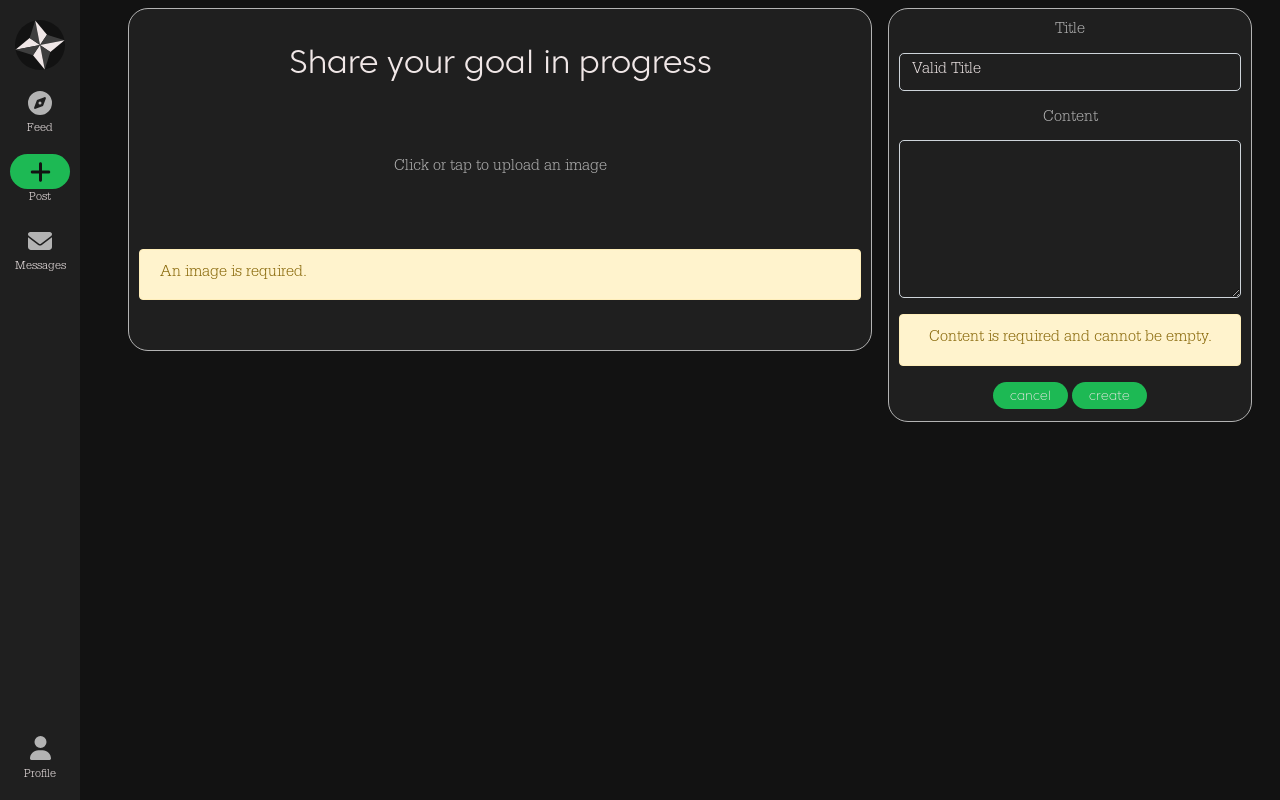 Feed
Post
Messages
Profile
Share your goal in progress
Click or tap to upload an image
An image is required.
Title
Valid Title
Content
Content is required and cannot be empty.
cancel
create